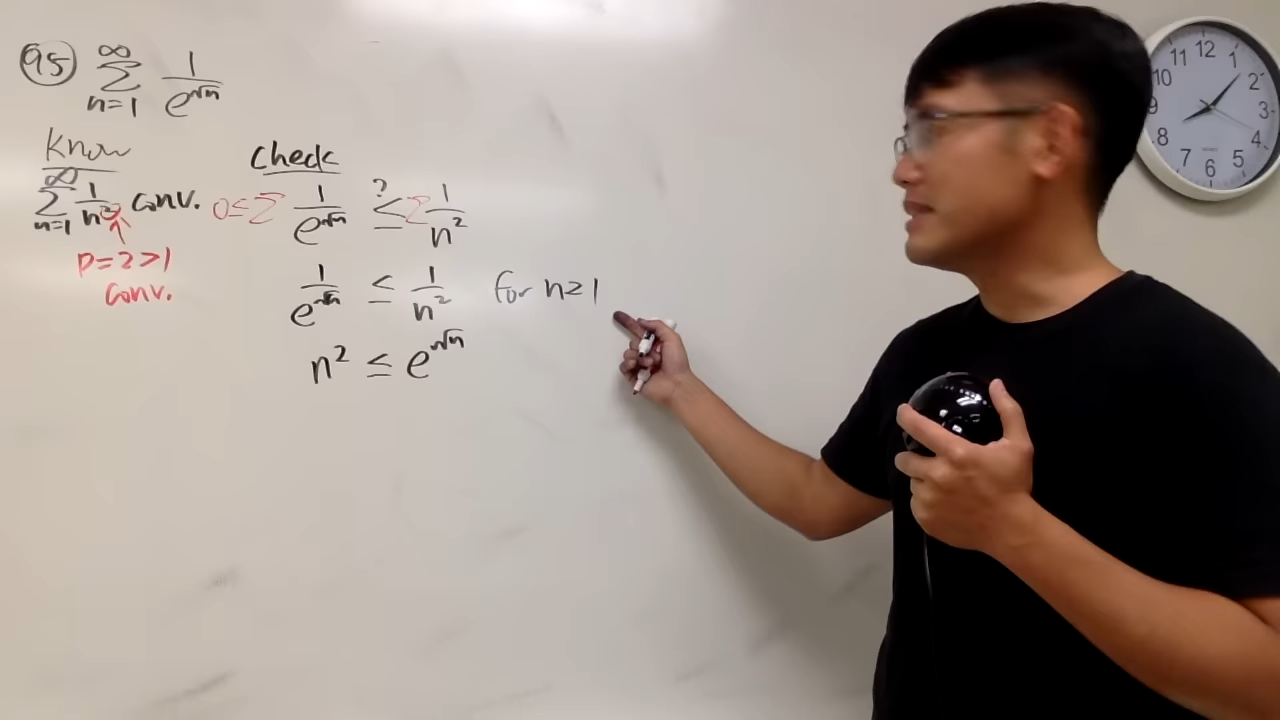 95 ∞ Σ n=1 1/e^√n
Know
∞ Σ n=1 1/n² conv.
P=2>1
conv.
check
0≤Σ 1/e^√n ?≤ Σ 1/n²
1/e^√n ≤ 1/n² for n≥1
n² ≤ e^√n
12
1
2
3
4
5
6
7
8
9
10
11